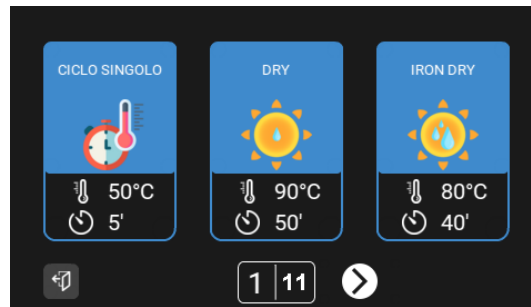 CICLO SINGOLO
50°C
5'
DRY
90°C
50'
IRON DRY
80°C
40'
1 11